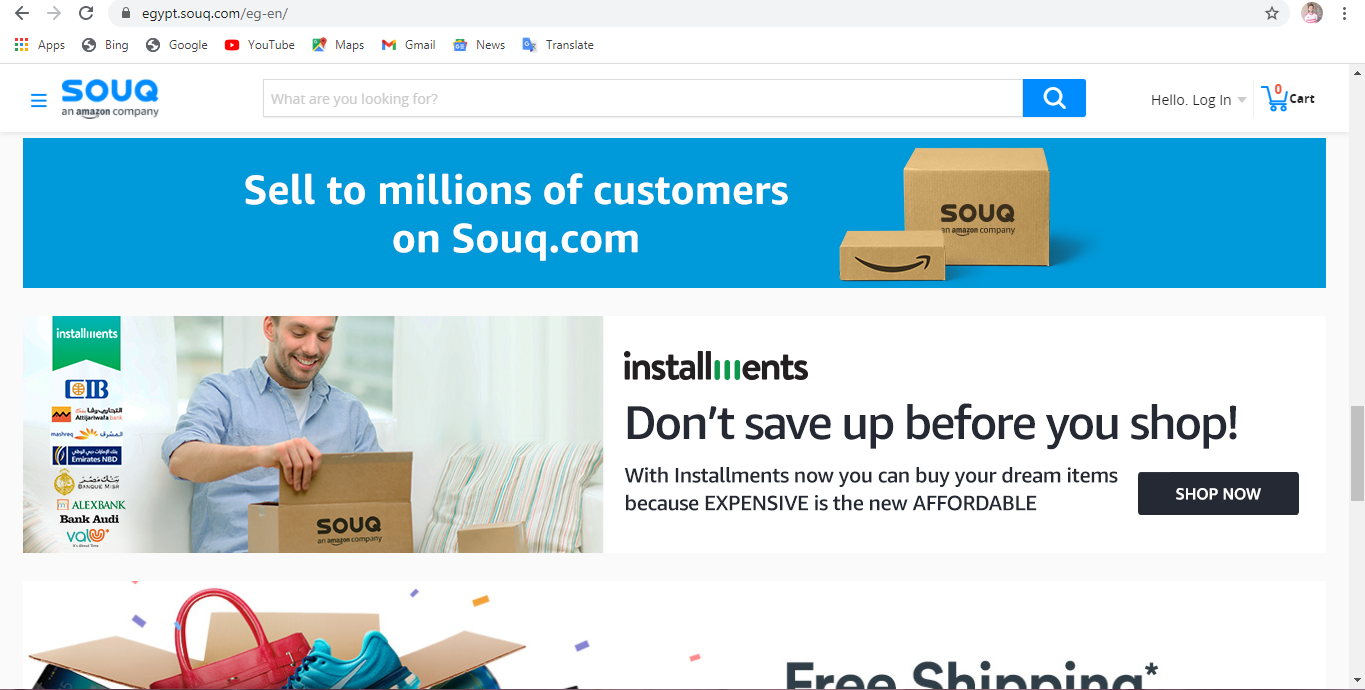 egypt.souq.com/eg-en/
Apps Bing Google YouTube Maps Gmail News Translate
souq
an amazon company
What are you looking for?
Hello. Log In
0
Cart
Sell to millions of customers
on Souq.com
souq
an amazon company
installments
CIB
التجاري وفا بنك
Attijariwafa bank
mashreq المشرق
بنك الإمارات دبي الوطني
Emirates NBD
بنك مصر
BANQUE MISR
ALEXBANK
Bank Audi
valU
It's About Time
souq
an amazon company
installments
Don't save up before you shop!
With Installments now you can buy your dream items
because EXPENSIVE is the new AFFORDABLE
SHOP NOW
Free Shipping*